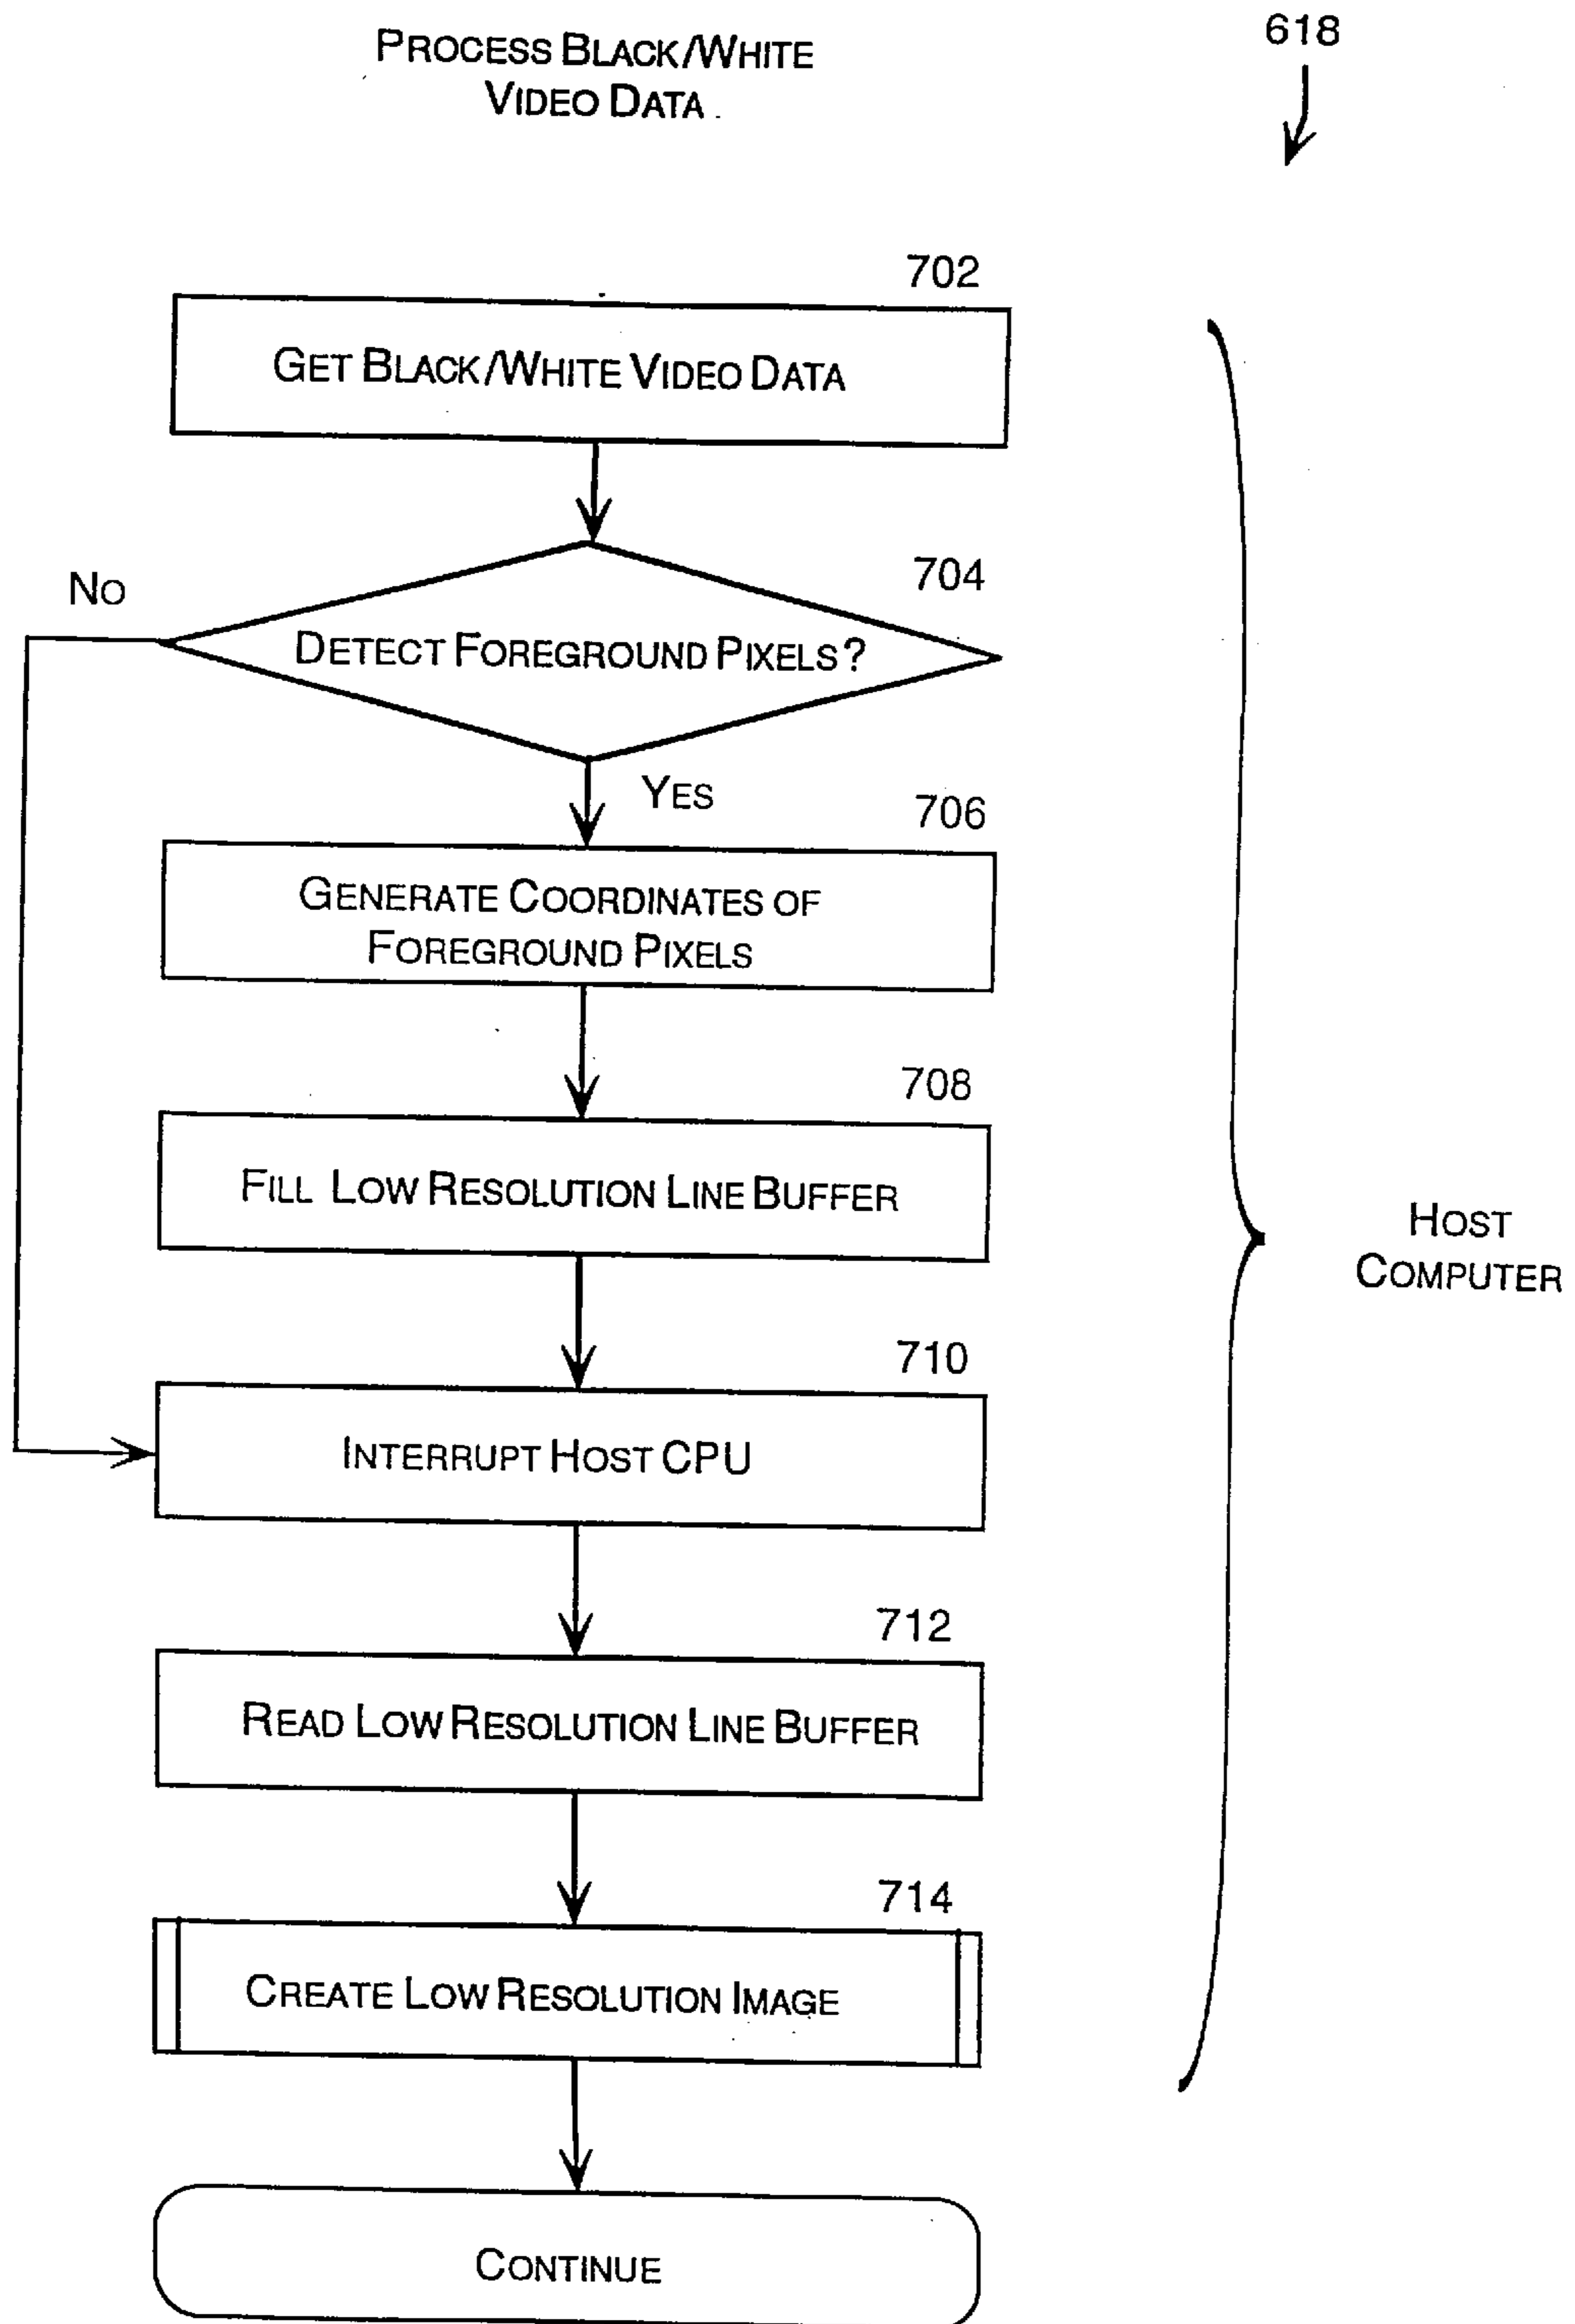 PROCESS BLACK/WHITE
VIDEO DATA
618
702
GET BLACK/WHITE VIDEO DATA
704
NO
DETECT FOREGROUND PIXELS?
YES
706
GENERATE COORDINATES OF
FOREGROUND PIXELS
708
FILL LOW RESOLUTION LINE BUFFER
HOST
COMPUTER
710
INTERRUPT HOST CPU
712
READ LOW RESOLUTION LINE BUFFER
714
CREATE LOW RESOLUTION IMAGE
CONTINUE